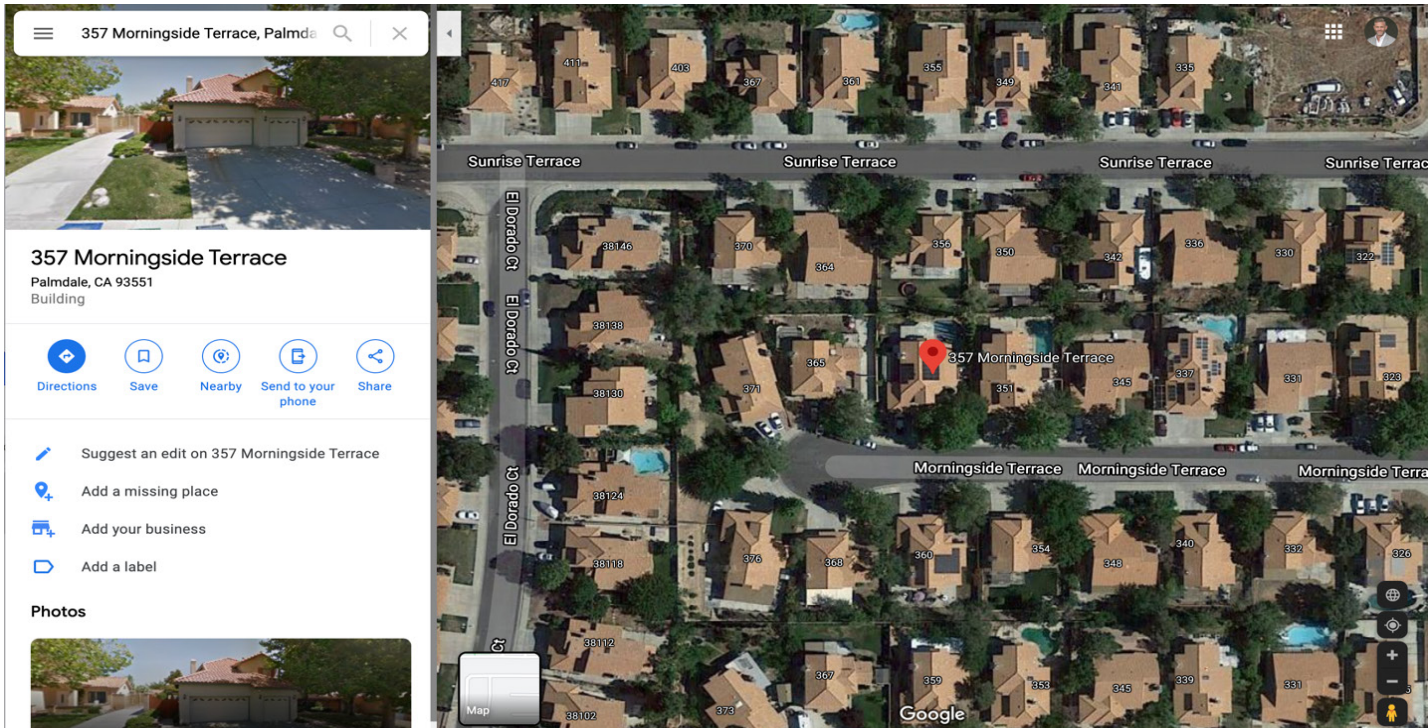 357 Morningside Terrace, Palmda
357 Morningside Terrace
Palmdale, CA 93551
Building
Directions
Save
Nearby
Send to your
phone
Share
Suggest an edit on 357 Morningside Terrace
Add a missing place
Add your business
Add a label
Photos
417
411
403
367
361
355
349
341
335
Sunrise Terrace
Sunrise Terrace
Sunrise Terrace
Sunrise Terrac
El Dorado Ct
38146
370
364
356
350
342
336
330
322
El Dorado Ct
38138
38130
371
365
357 Morningside Terrace
351
345
337
331
323
Morningside Terrace
Morningside Terrace
Morningside Terra
El Dorado Ct
38124
38118
376
368
360
354
348
340
332
326
Ct
38112
38102
373
367
359
353
345
339
331
Map
Google